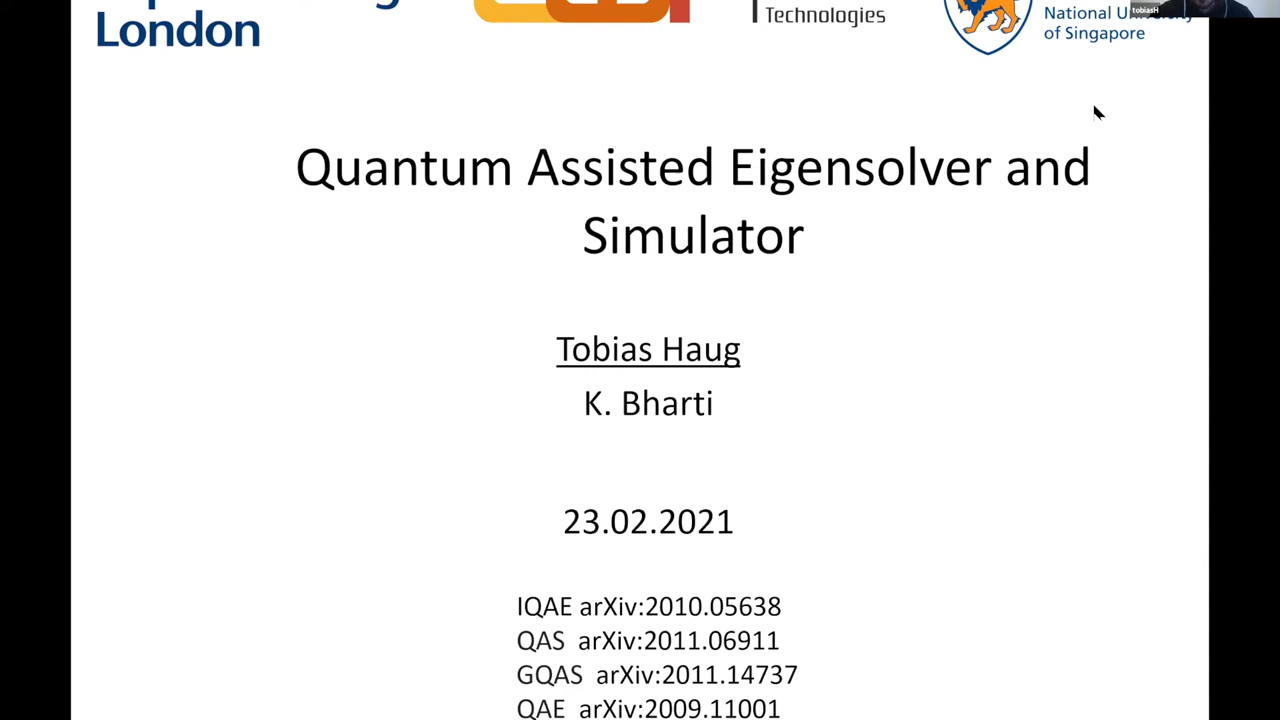 London
Technologies
National University
of Singapore
tobiasH
Quantum Assisted Eigensolver and
Simulator
Tobias Haug
K. Bharti
23.02.2021
IQAE arXiv:2010.05638
QAS arXiv:2011.06911
GQAS arXiv:2011.14737
QAE arXiv:2009.11001